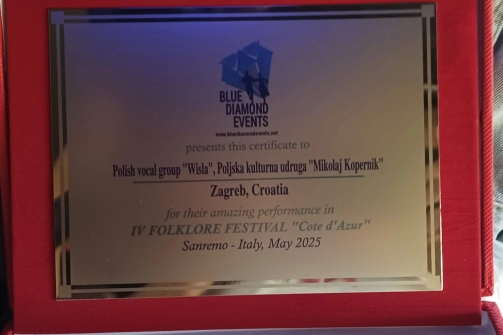 BLUE
DIAMOND
EVENTS
www.bluediamondevents.net
presents this certificate to
Polish vocal group "Wisla", Poljska kulturna udruga "Mikolaj Kopernik"
Zagreb, Croatia
for their amazing performance in
IV FOLKLORE FESTIVAL "Cote d'Azur"
Sanremo - Italy, May 2025